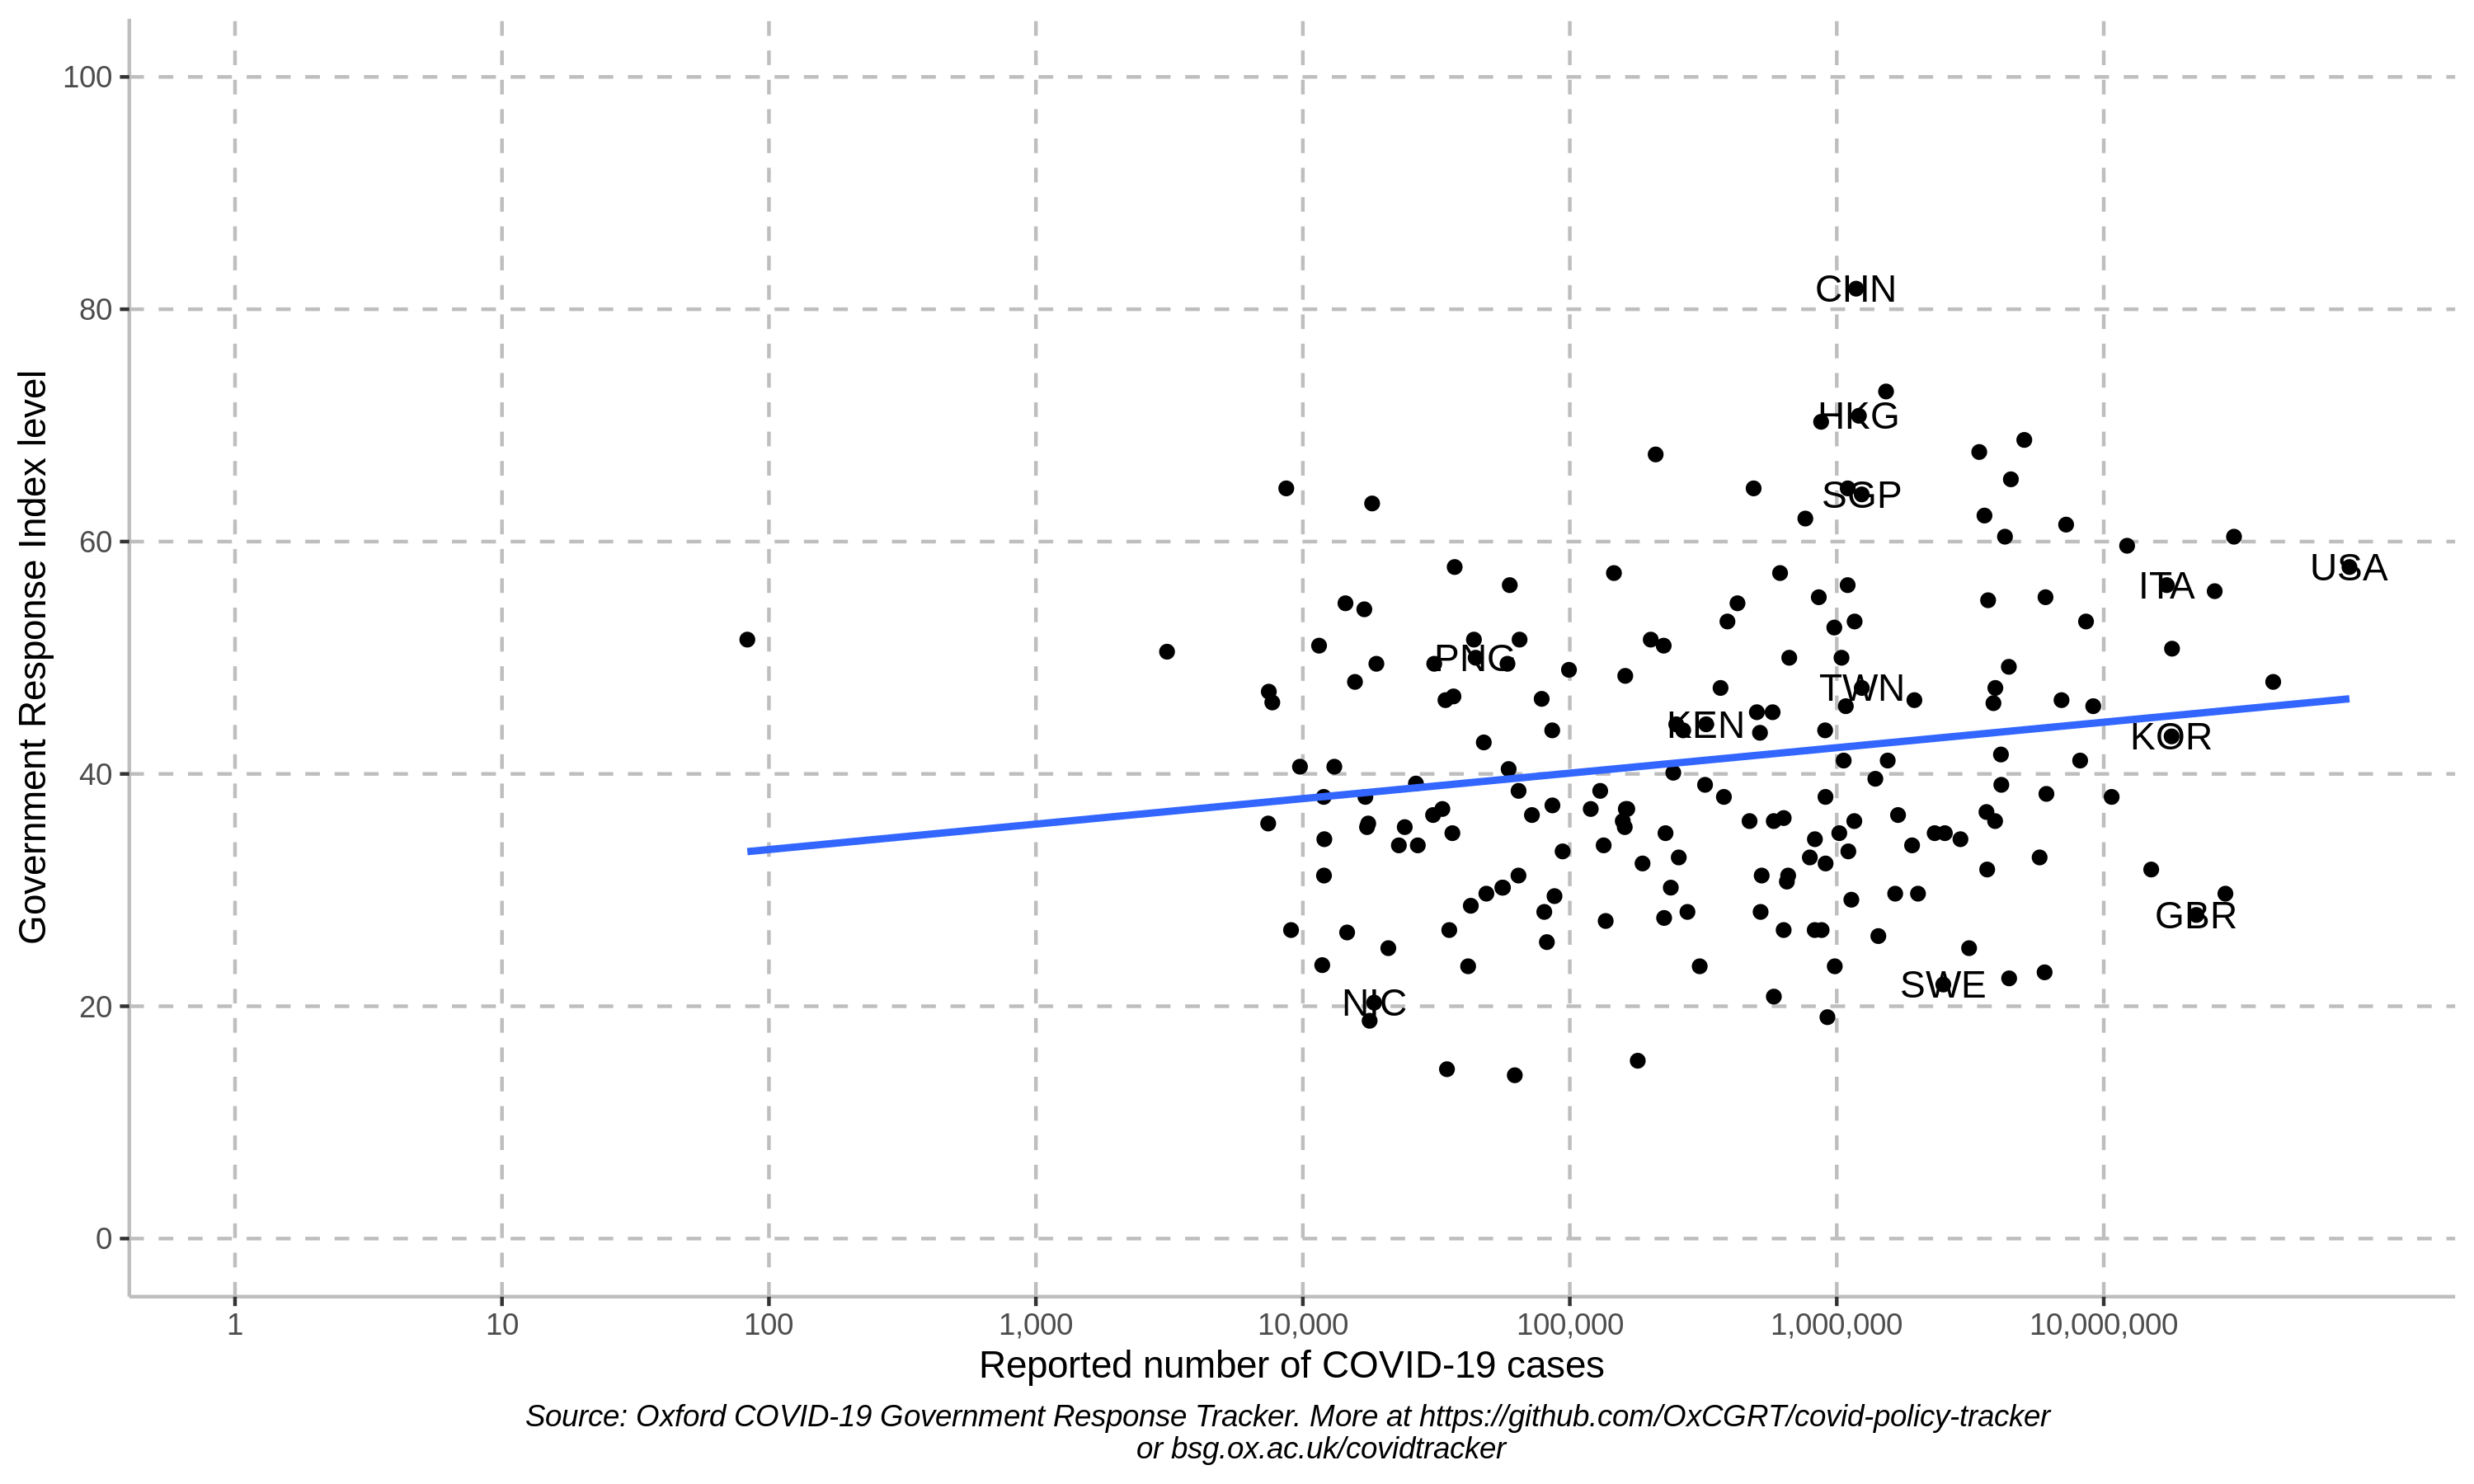 Government Response Index level
100
80
60
40
20
0
CHN
HKG
SGP
USA
ITA
PNG
TWN
KEN
KOR
GBR
SWE
NIC
1
10
100
1,000
10,000
100,000
1,000,000
10,000,000
Reported number of COVID-19 cases
Source: Oxford COVID-19 Government Response Tracker. More at https://github.com/OxCGRT/covid-policy-tracker
or bsg.ox.ac.uk/covidtracker